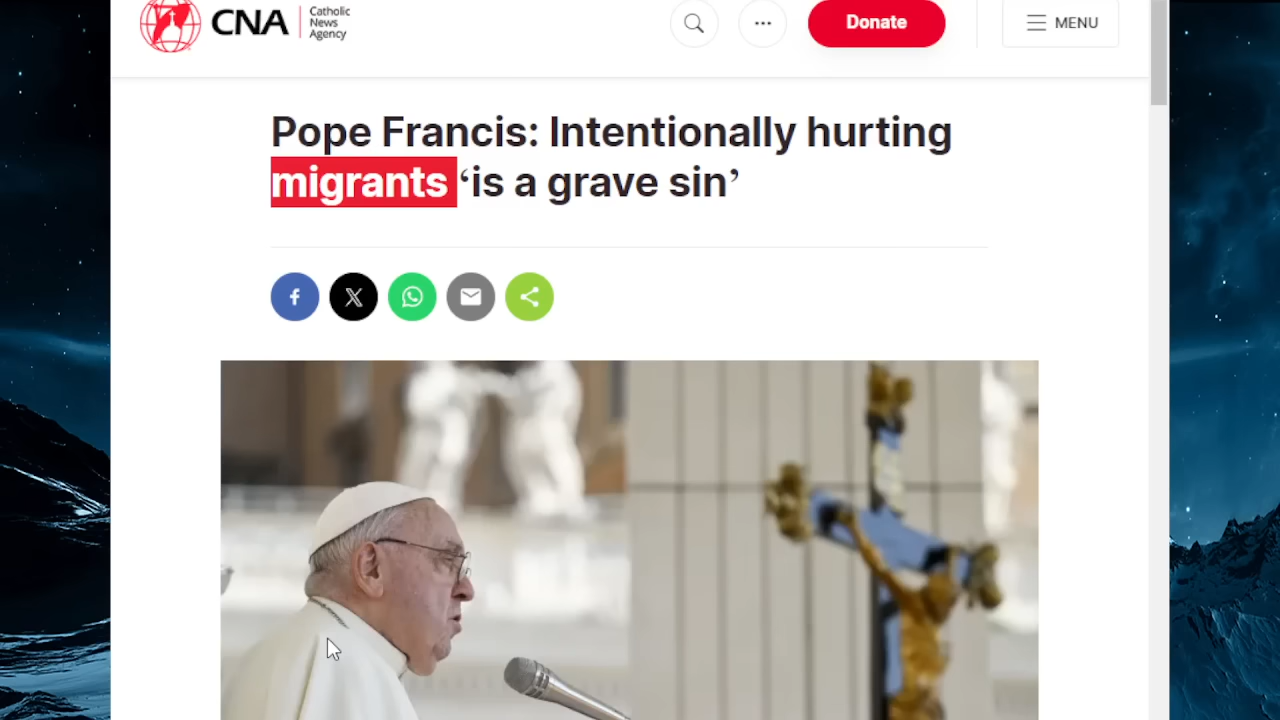 CNA
Catholic
News
Agency
Donate
MENU
Pope Francis: Intentionally hurting
migrants ‘is a grave sin’